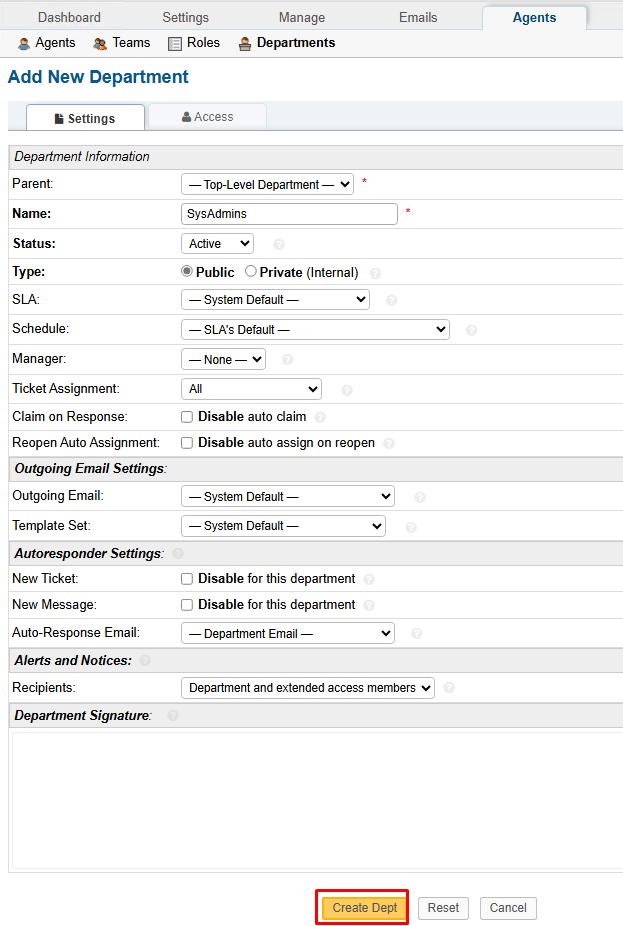 Dashboard Settings Manage Emails Agents
Agents Teams Roles Departments
Add New Department
Settings Access
Department Information
Parent: — Top-Level Department — *
Name: SysAdmins *
Status: Active ?
Type: Public Private (Internal) ?
SLA: — System Default — ?
Schedule: — SLA's Default — ?
Manager: — None — ?
Ticket Assignment: All ?
Claim on Response: Disable auto claim ?
Reopen Auto Assignment: Disable auto assign on reopen ?
Outgoing Email Settings:
Outgoing Email: — System Default — ?
Template Set: — System Default — ?
Autoresponder Settings: ?
New Ticket: Disable for this department ?
New Message: Disable for this department ?
Auto-Response Email: — Department Email — ?
Alerts and Notices: ?
Recipients: Department and extended access members ?
Department Signature: ?
Create Dept Reset Cancel